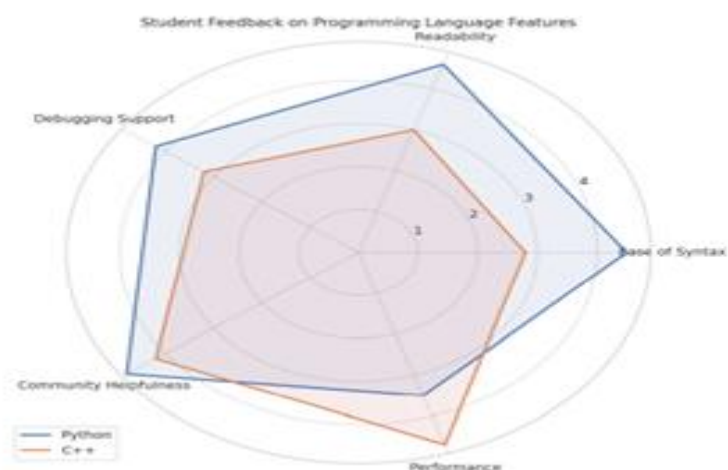 Student Feedback on Programming Language Features
Readability
Debugging Support
4
3
2
1
Ease of Syntax
Community Helpfulness
Python
C++
Performance